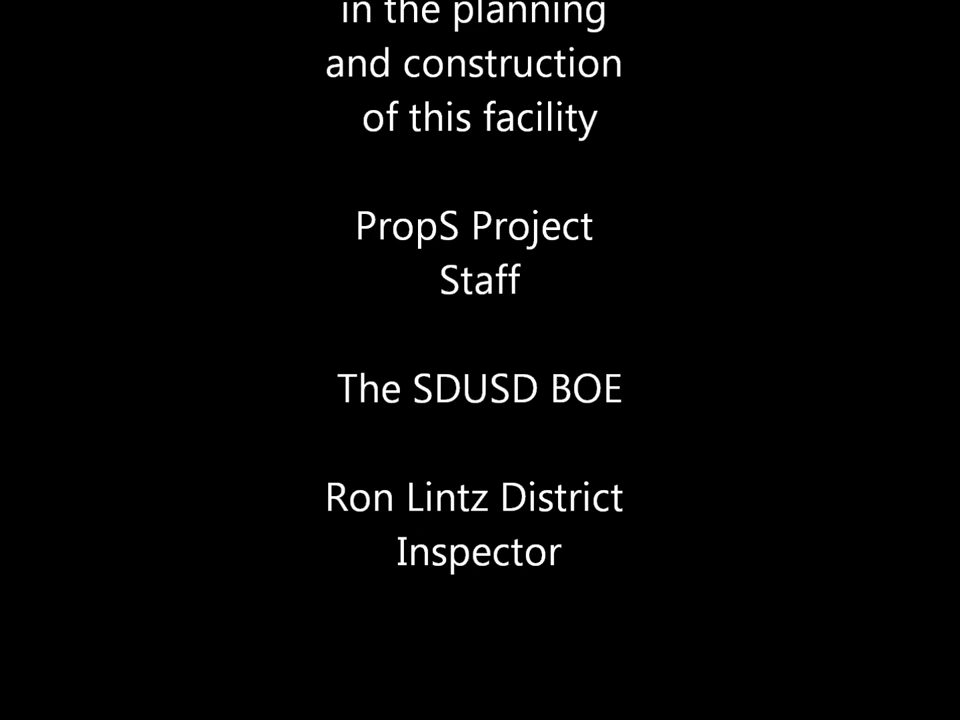 in the planning
and construction
of this facility
PropS Project
Staff
The SDUSD BOE
Ron Lintz District
Inspector